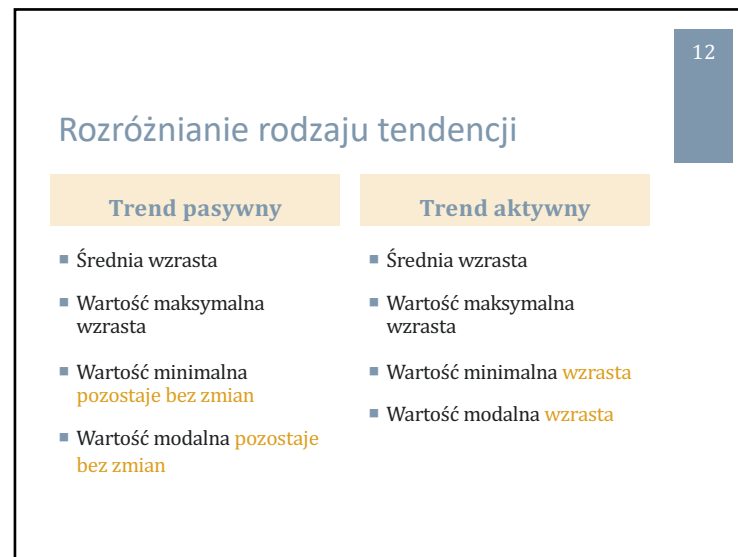 12
Rozróżnianie rodzaju tendencji
Trend pasywny
Średnia wzrasta
Wartość maksymalna
wzrasta
Wartość minimalna
pozostaje bez zmian
Wartość modalna pozostaje
bez zmian
Trend aktywny
Średnia wzrasta
Wartość maksymalna
wzrasta
Wartość minimalna wzrasta
Wartość modalna wzrasta